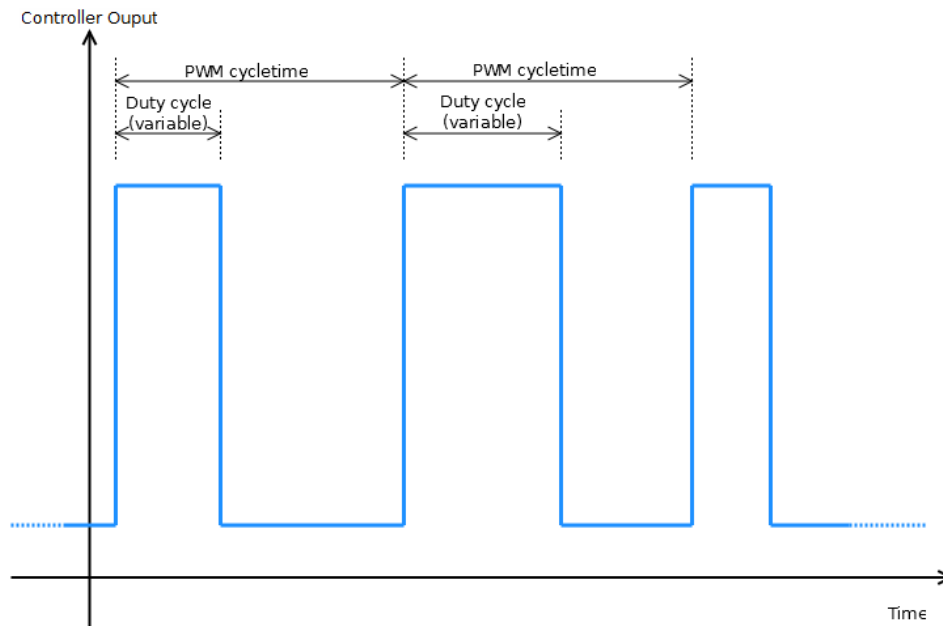 Controller Ouput
PWM cycletime
PWM cycletime
Duty cycle
(variable)
Duty cycle
(variable)
Time